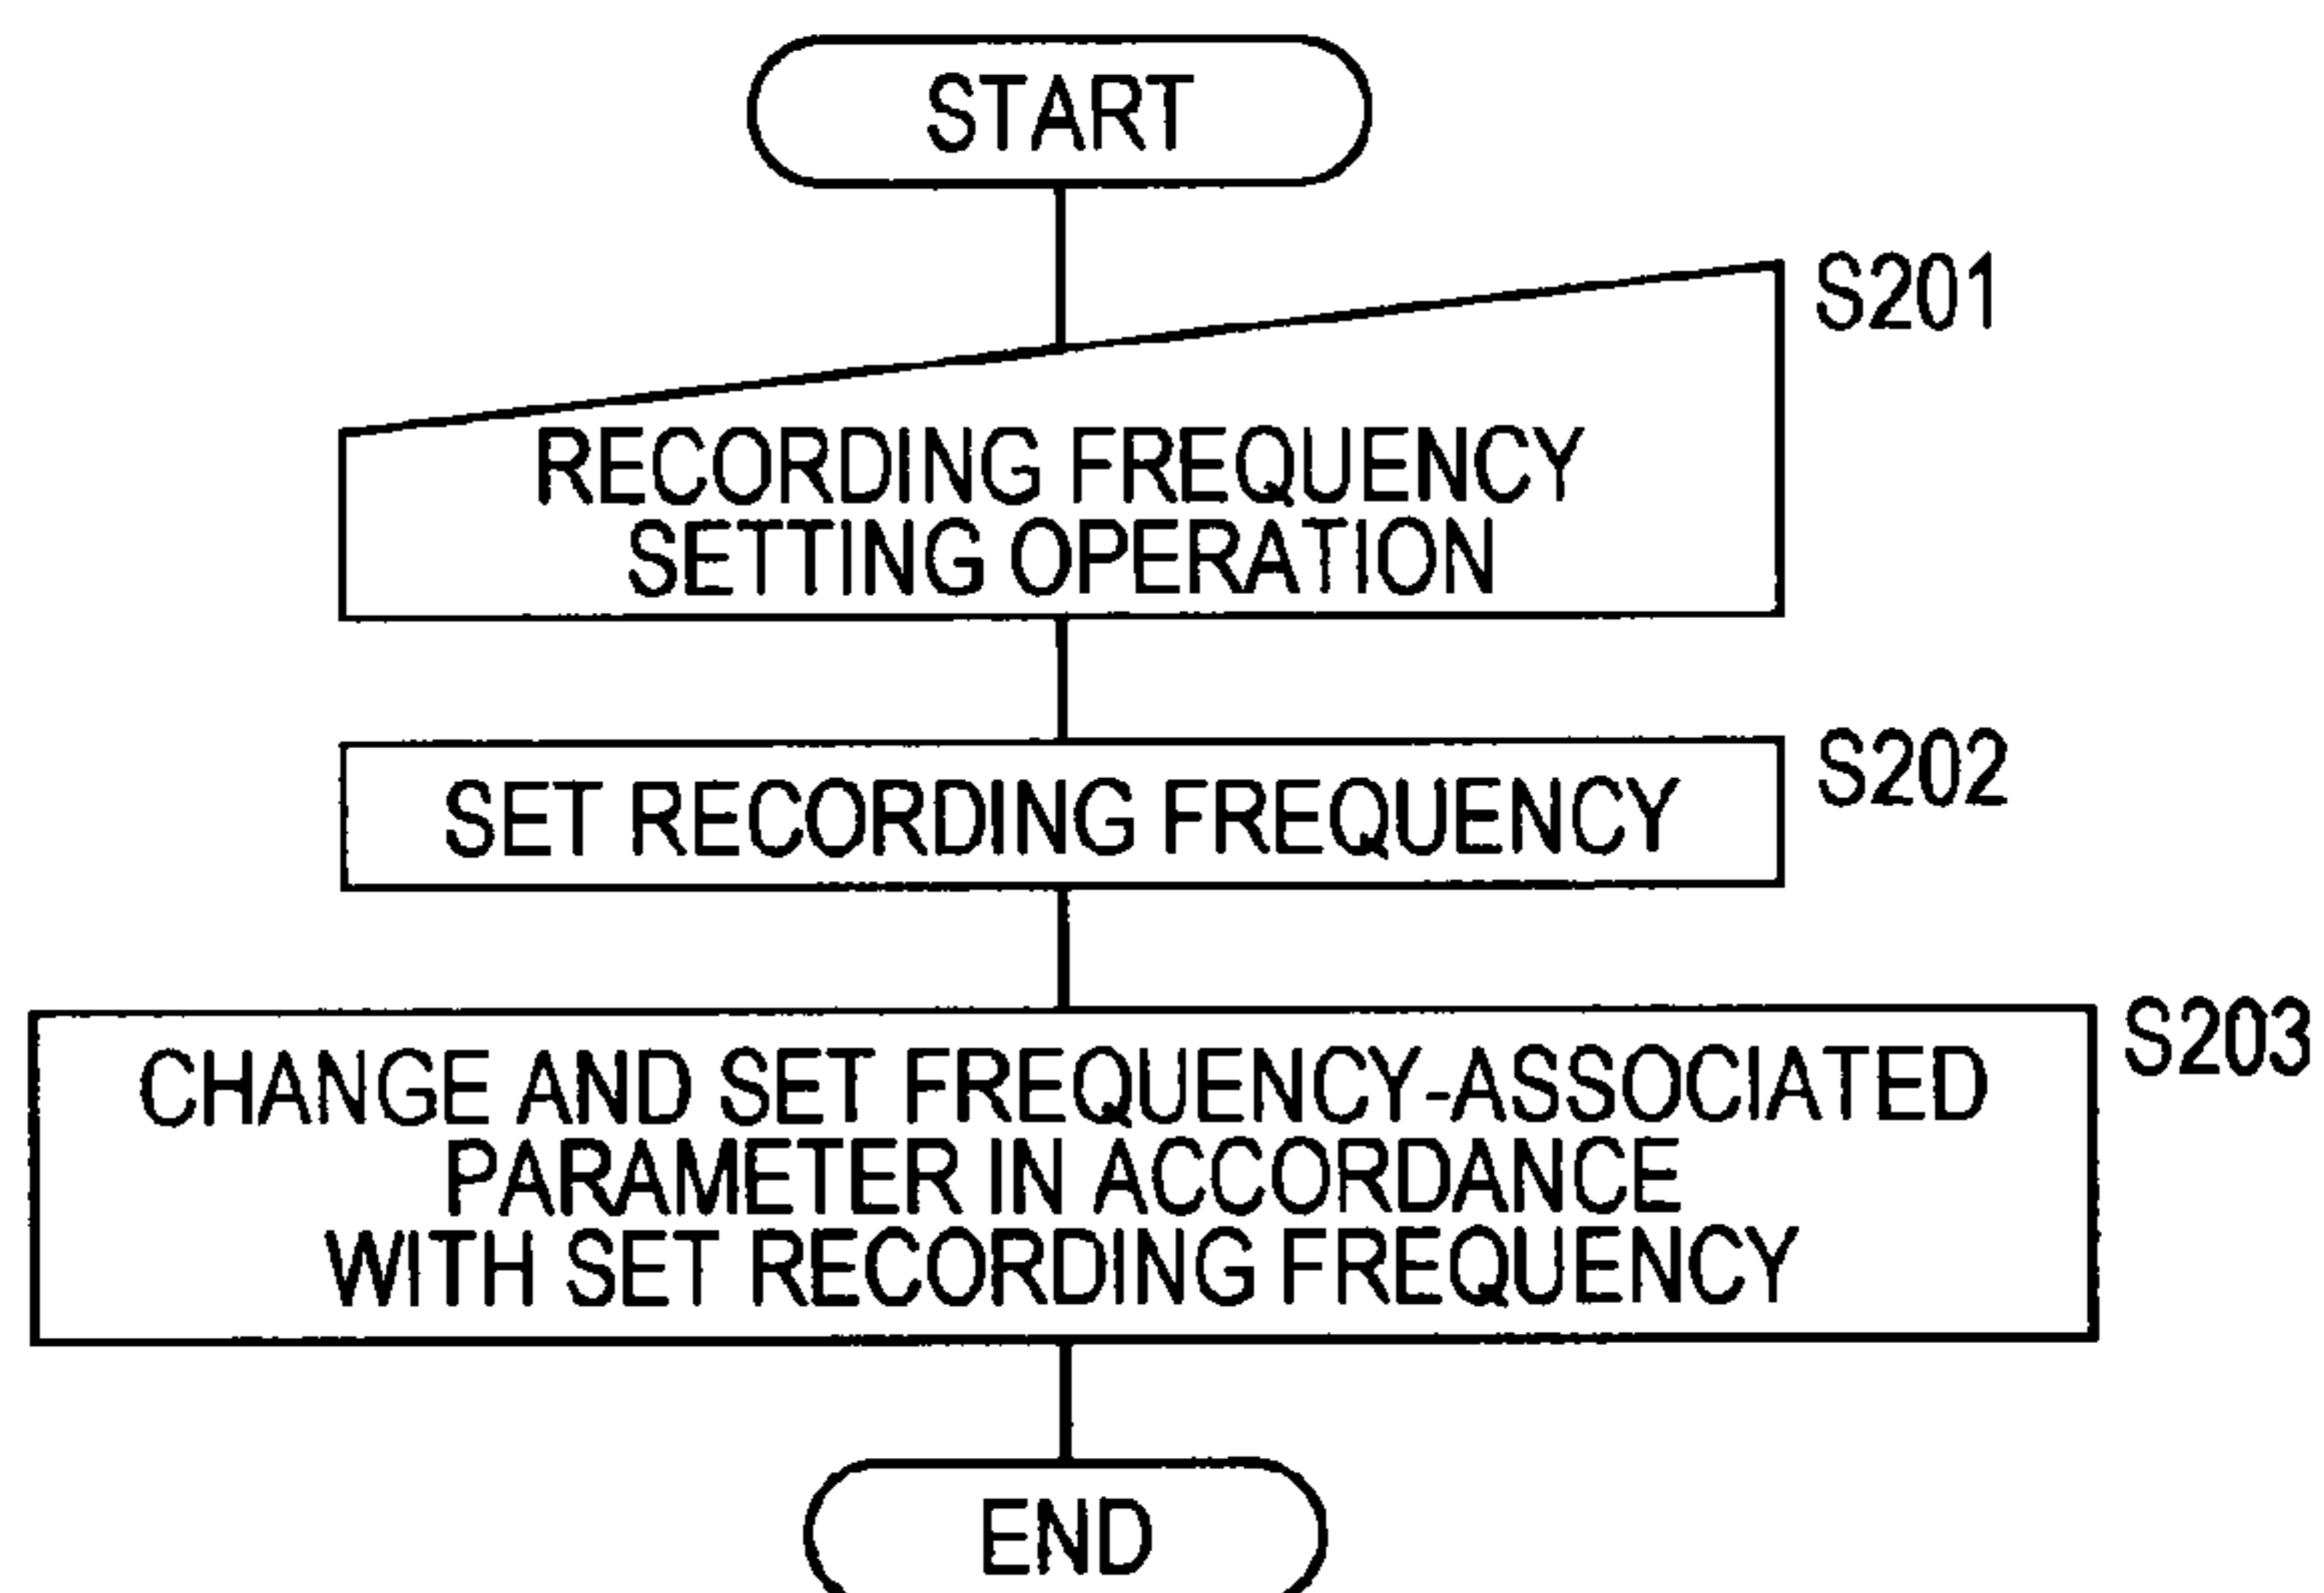 START
S201
RECORDING FREQUENCY
SETTING OPERATION
S202
SET RECORDING FREQUENCY
S203
CHANGE AND SET FREQUENCY-ASSOCIATED
PARAMETER IN ACCORDANCE
WITH SET RECORDING FREQUENCY
END